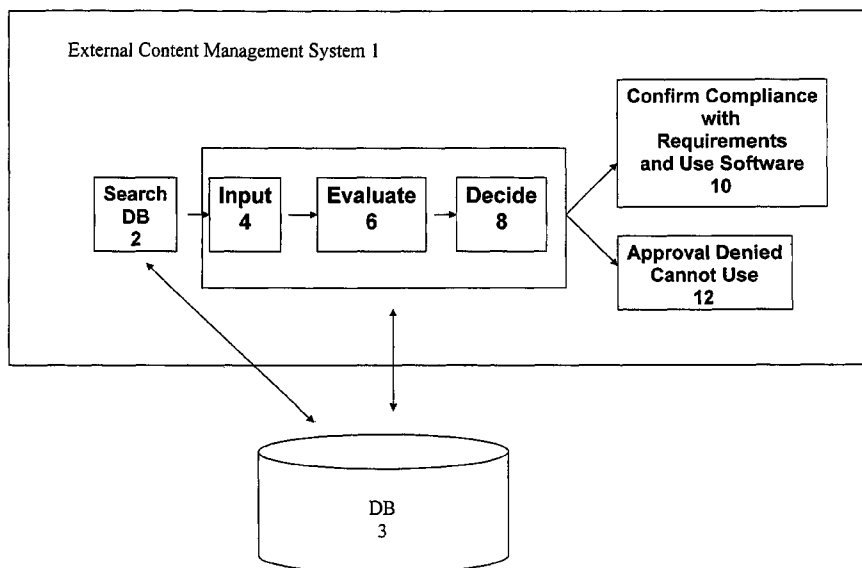 External Content Management System 1
Search
DB
2
Input
4
Evaluate
6
Decide
8
Confirm Compliance
with
Requirements
and Use Software
10
Approval Denied
Cannot Use
12
DB
3